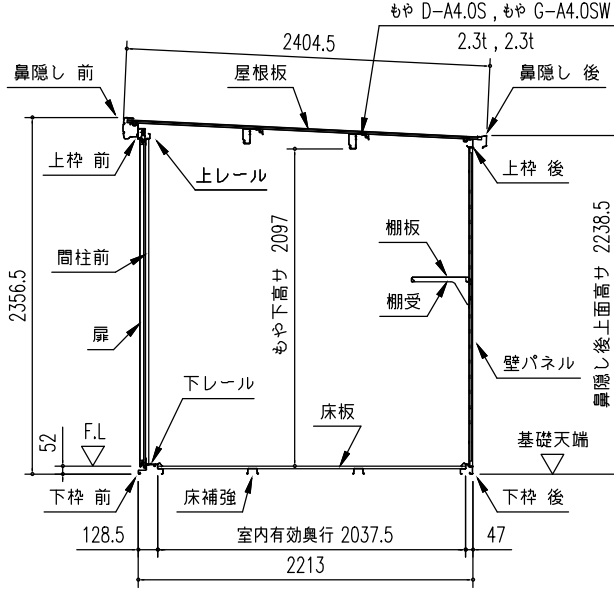 もや D-A4.0S , もや G-A4.0SW
2404.5
2.3t , 2.3t
鼻隠し 前
屋根板
鼻隠し 後
上枠 前
上レール
上枠 後
2356.5
間柱前
もや下高サ 2097
棚板
棚受
鼻隠し後上面高サ 2238.5
扉
壁パネル
下レール
床板
52
F.L
基礎天端
下枠 前
床補強
下枠 後
128.5
室内有効奥行 2037.5
47
2213